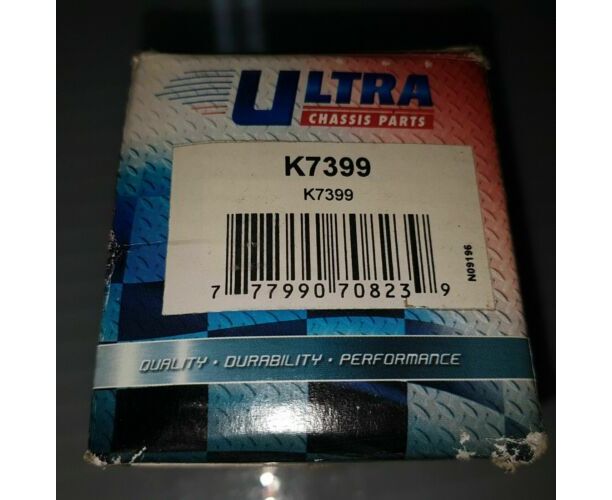 ULTRA
CHASSIS PARTS
K7399
K7399
7 77990 70823 9
N09196
QUALITY · DURABILITY · PERFORMANCE